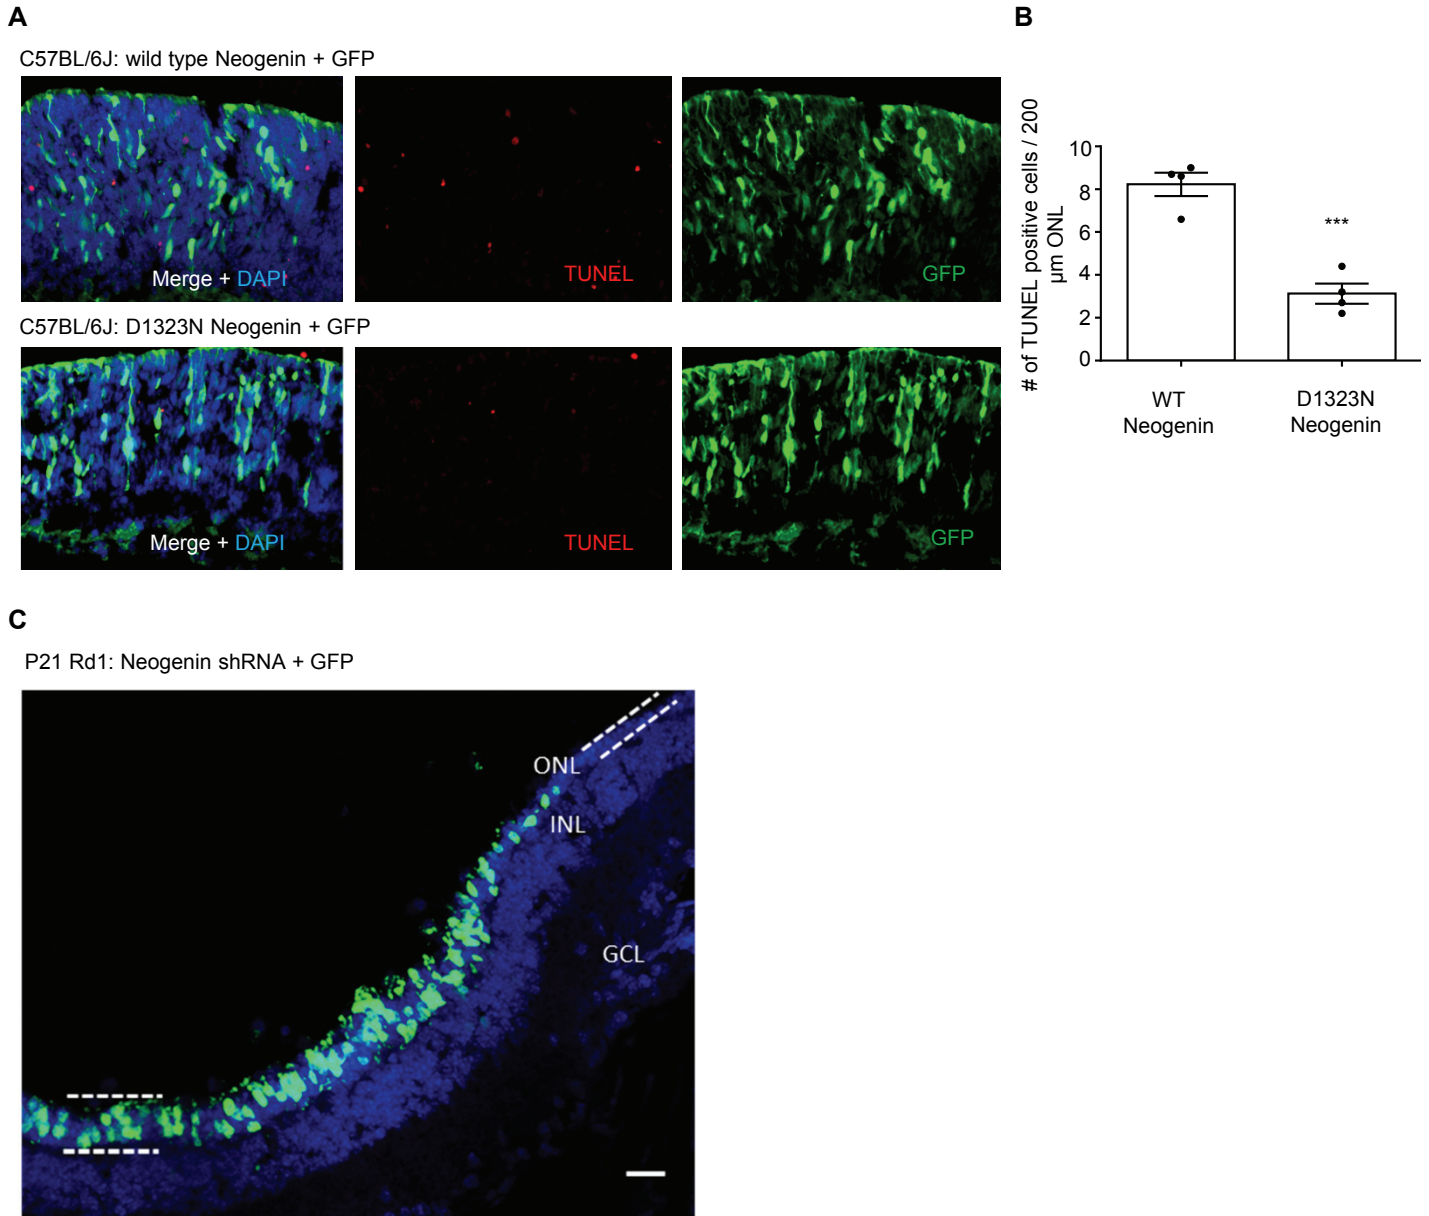 A
C57BL/6J: wild type Neogenin + GFP
Merge + DAPI
TUNEL
GFP
C57BL/6J: D1323N Neogenin + GFP
Merge + DAPI
TUNEL
GFP
B
# of TUNEL positive cells / 200
µm ONL
10
8
6
4
2
0
***
WT
Neogenin
D1323N
Neogenin
C
P21 Rd1: Neogenin shRNA + GFP
ONL
INL
GCL